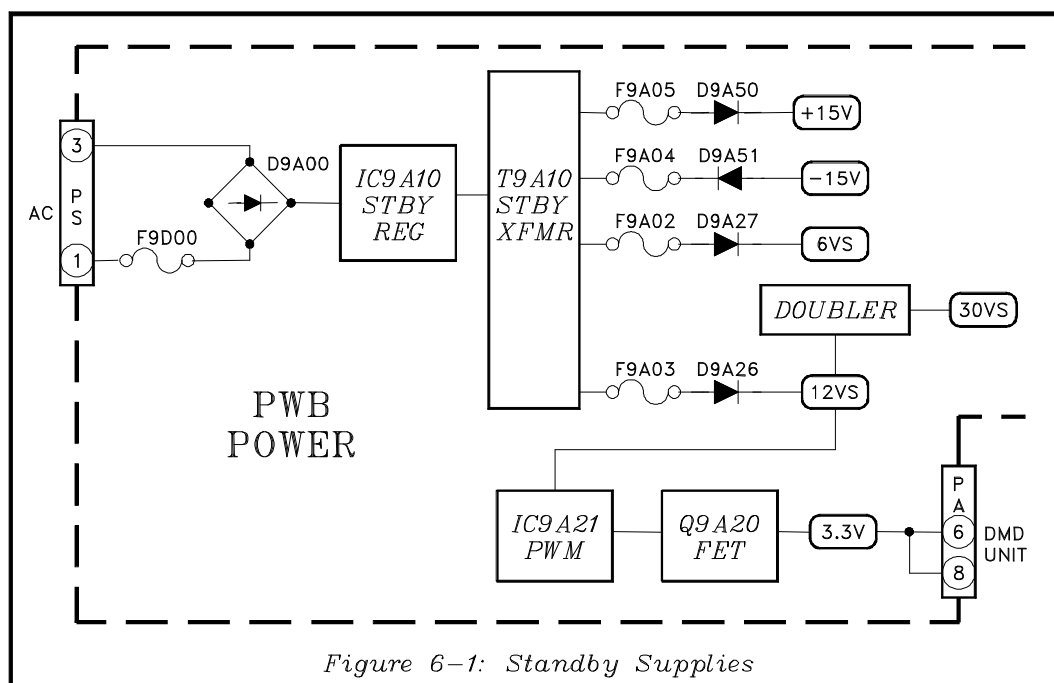 F9A05 D9A50
+15V
3
D9A00
IC9A10
STBY
REG
T9A10
STBY
XFMR
F9A04 D9A51
-15V
AC
PS
F9D00
1
F9A02 D9A27
6VS
DOUBLER
30VS
F9A03 D9A26
12VS
PWB
POWER
IC9A21
PWM
Q9A20
FET
3.3V
PA
6
8
DMD
UNIT
Figure 6-1: Standby Supplies